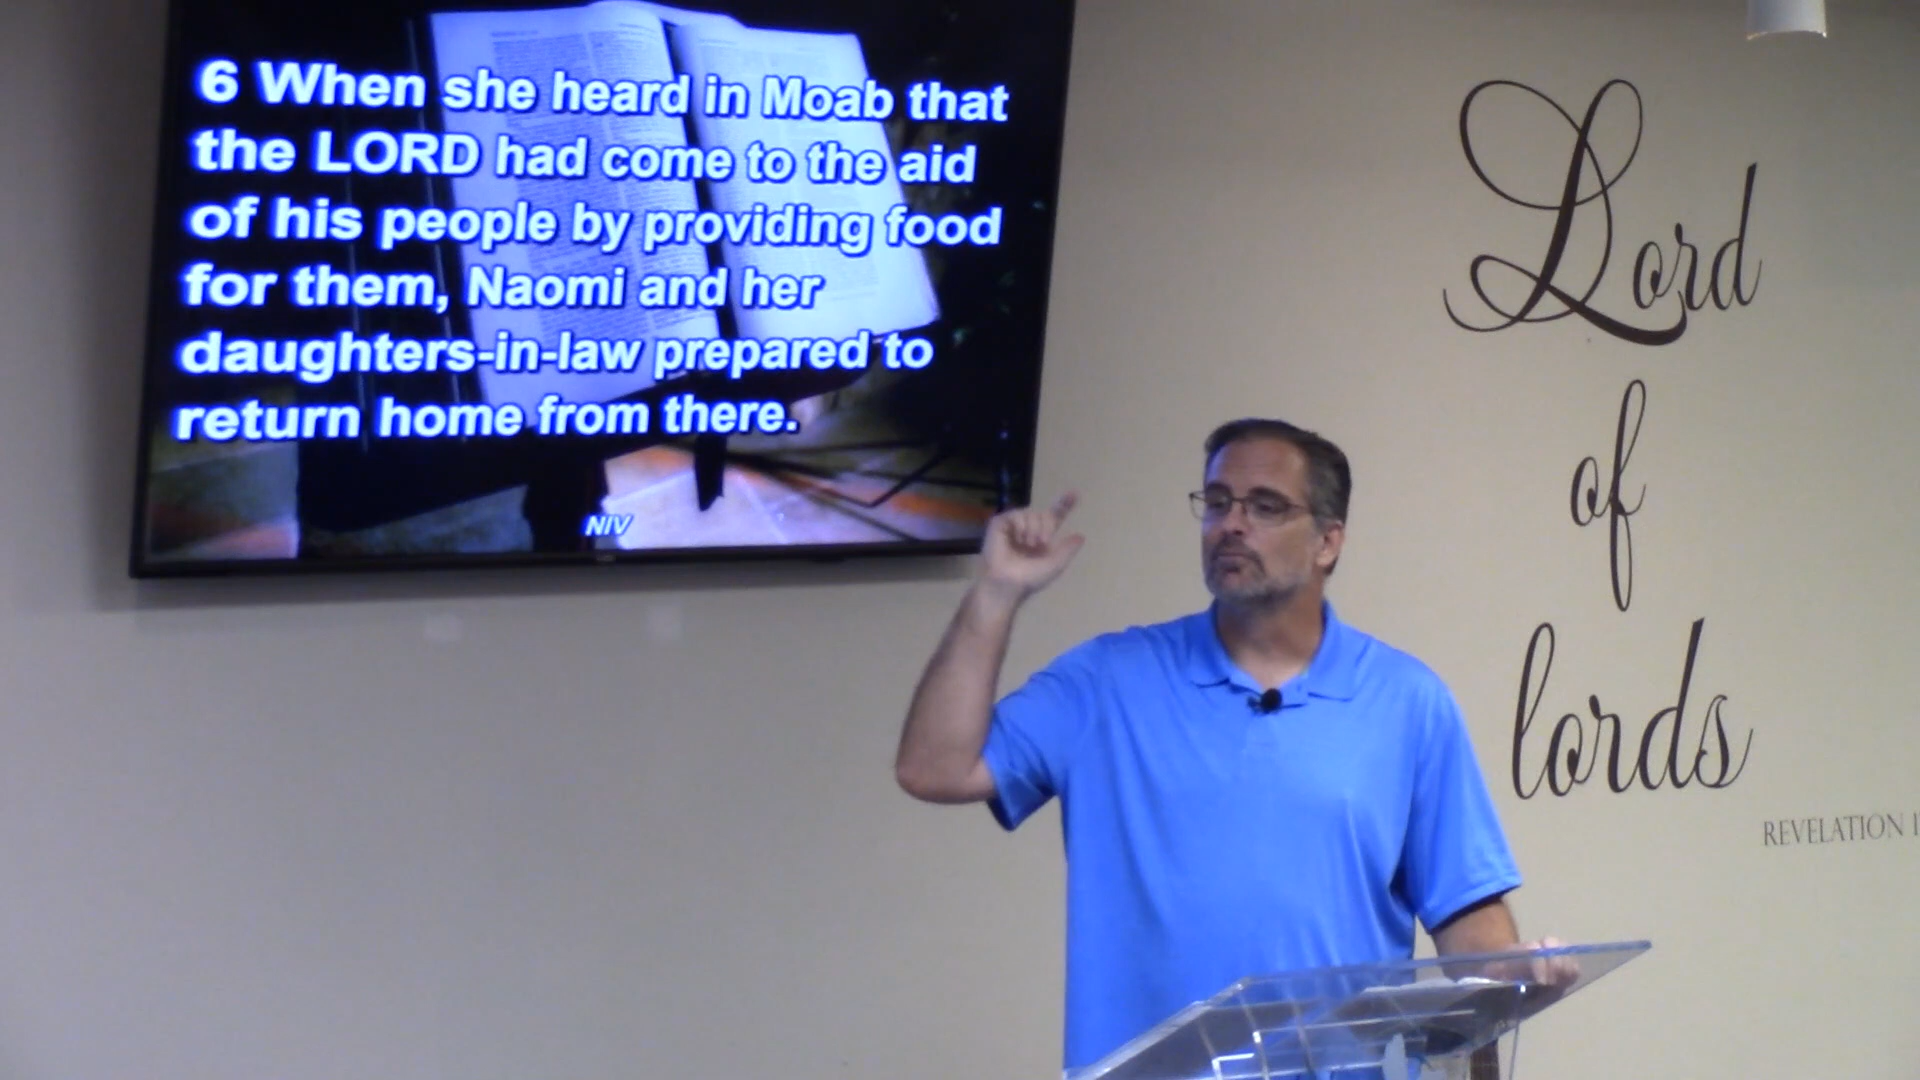 6 When she heard in Moab that
the LORD had come to the aid
of his people by providing food
for them, Naomi and her
daughters-in-law prepared to
return home from there.
NIV
Lord
of
lords
REVELATION